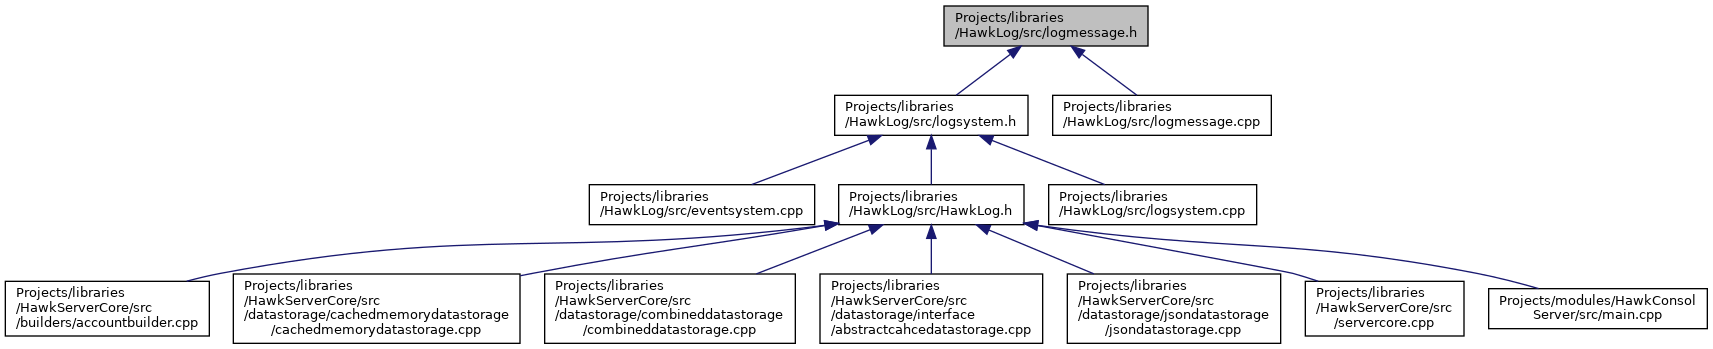 Projects/libraries
/HawkLog/src/logmessage.h
Projects/libraries
/HawkLog/src/logsystem.h
Projects/libraries
/HawkLog/src/logmessage.cpp
Projects/libraries
/HawkLog/src/eventsystem.cpp
Projects/libraries
/HawkLog/src/HawkLog.h
Projects/libraries
/HawkLog/src/logsystem.cpp
Projects/libraries
/HawkServerCore/src
/builders/accountbuilder.cpp
Projects/libraries
/HawkServerCore/src
/datastorage/cachedmemorydatastorage
/cachedmemorydatastorage.cpp
Projects/libraries
/HawkServerCore/src
/datastorage/combineddatastorage
/combineddatastorage.cpp
Projects/libraries
/HawkServerCore/src
/datastorage/interface
/abstractcahcedatastorage.cpp
Projects/libraries
/HawkServerCore/src
/datastorage/jsondatastorage
/jsondatastorage.cpp
Projects/libraries
/HawkServerCore/src
/servercore.cpp
Projects/modules/HawkConsol
Server/src/main.cpp